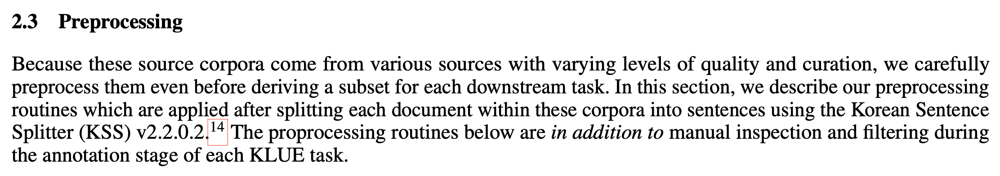 2.3 Preprocessing
Because these source corpora come from various sources with varying levels of quality and curation, we carefully
preprocess them even before deriving a subset for each downstream task. In this section, we describe our preprocessing
routines which are applied after splitting each document within these corpora into sentences using the Korean Sentence
Splitter (KSS) v2.2.0.2.14 The proprocessing routines below are in addition to manual inspection and filtering during
the annotation stage of each KLUE task.